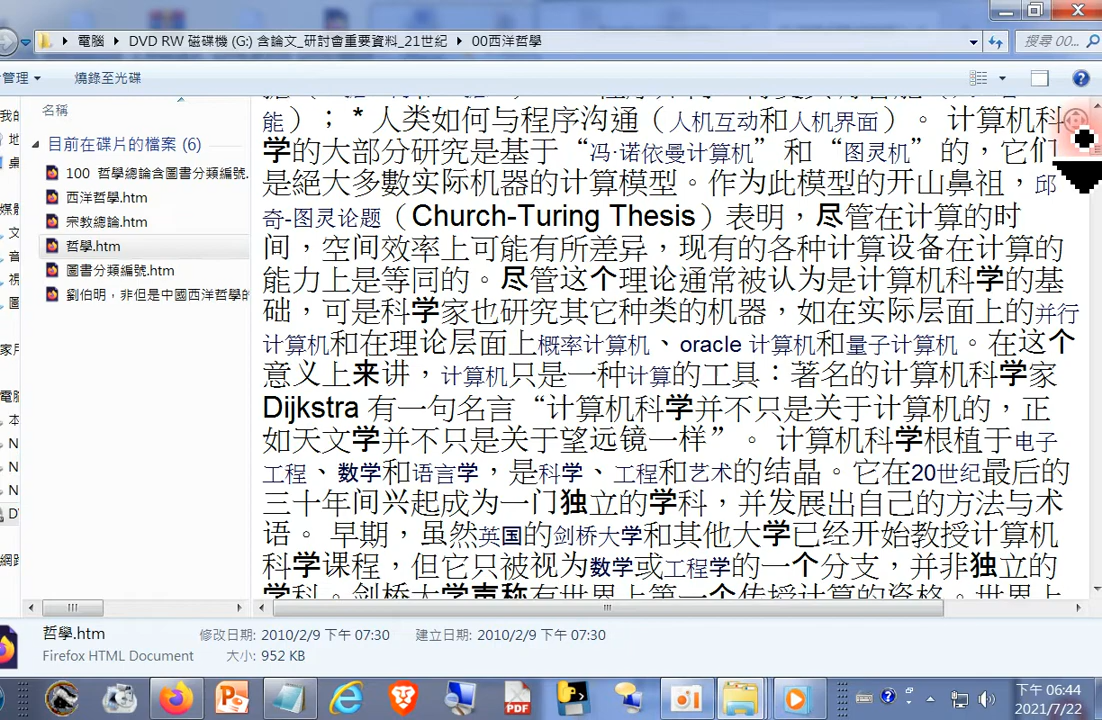 電腦 ▸ DVD RW 磁碟機 (G:) 含論文_研討會重要資料_21世紀 ▸ 00西洋哲學
搜尋 00...
管理
燒錄至光碟
名稱
目前在碟片的檔案 (6)
100 哲學總論含圖書分類編號.
西洋哲學.htm
宗教總論.htm
哲學.htm
圖書分類編號.htm
劉伯明，非但是中國西洋哲學的
能）； * 人类如何与程序沟通（人机互动和人机界面）。 计算机科
学的大部分研究是基于“冯·诺依曼计算机”和“图灵机”的，它们
是絕大多數实际机器的计算模型。作为此模型的开山鼻祖，邱
奇-图灵论题（Church-Turing Thesis）表明，尽管在计算的时
间，空间效率上可能有所差异，现有的各种计算设备在计算的
能力上是等同的。尽管这个理论通常被认为是计算机科学的基
础，可是科学家也研究其它种类的机器，如在实际层面上的并行
计算机和在理论层面上概率计算机、oracle 计算机和量子计算机。在这个
意义上来讲，计算机只是一种计算的工具：著名的计算机科学家
Dijkstra 有一句名言“计算机科学并不只是关于计算机的，正
如天文学并不只是关于望远镜一样”。 计算机科学根植于电子
工程、数学和语言学，是科学、工程和艺术的结晶。它在20世纪最后的
三十年间兴起成为一门独立的学科，并发展出自己的方法与术
语。 早期，虽然英国的剑桥大学和其他大学已经开始教授计算机
科学课程，但它只被视为数学或工程学的一个分支，并非独立的
学科。剑桥大学声称有世界上第一个传授计算的资格。世界上
哲學.htm
修改日期: 2010/2/9 下午 07:30
建立日期: 2010/2/9 下午 07:30
Firefox HTML Document
大小: 952 KB
PDF
下午 06:44
2021/7/22